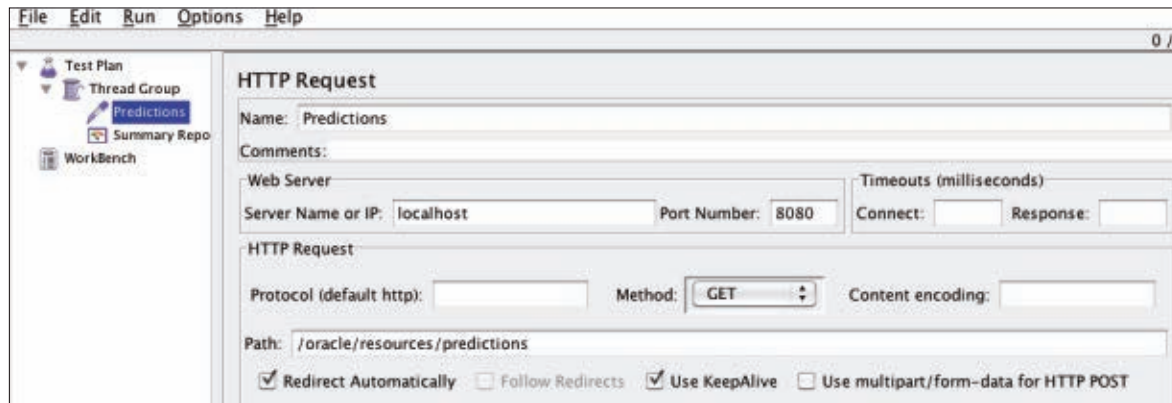 File Edit Run Options Help
0 /
Test Plan
Thread Group
Predictions
Summary Repo
WorkBench
HTTP Request
Name: Predictions
Comments:
Web Server
Server Name or IP: localhost
Port Number: 8080
Timeouts (milliseconds)
Connect:
Response:
HTTP Request
Protocol (default http):
Method: GET
Content encoding:
Path: /oracle/resources/predictions
Redirect Automatically
Follow Redirects
Use KeepAlive
Use multipart/form-data for HTTP POST